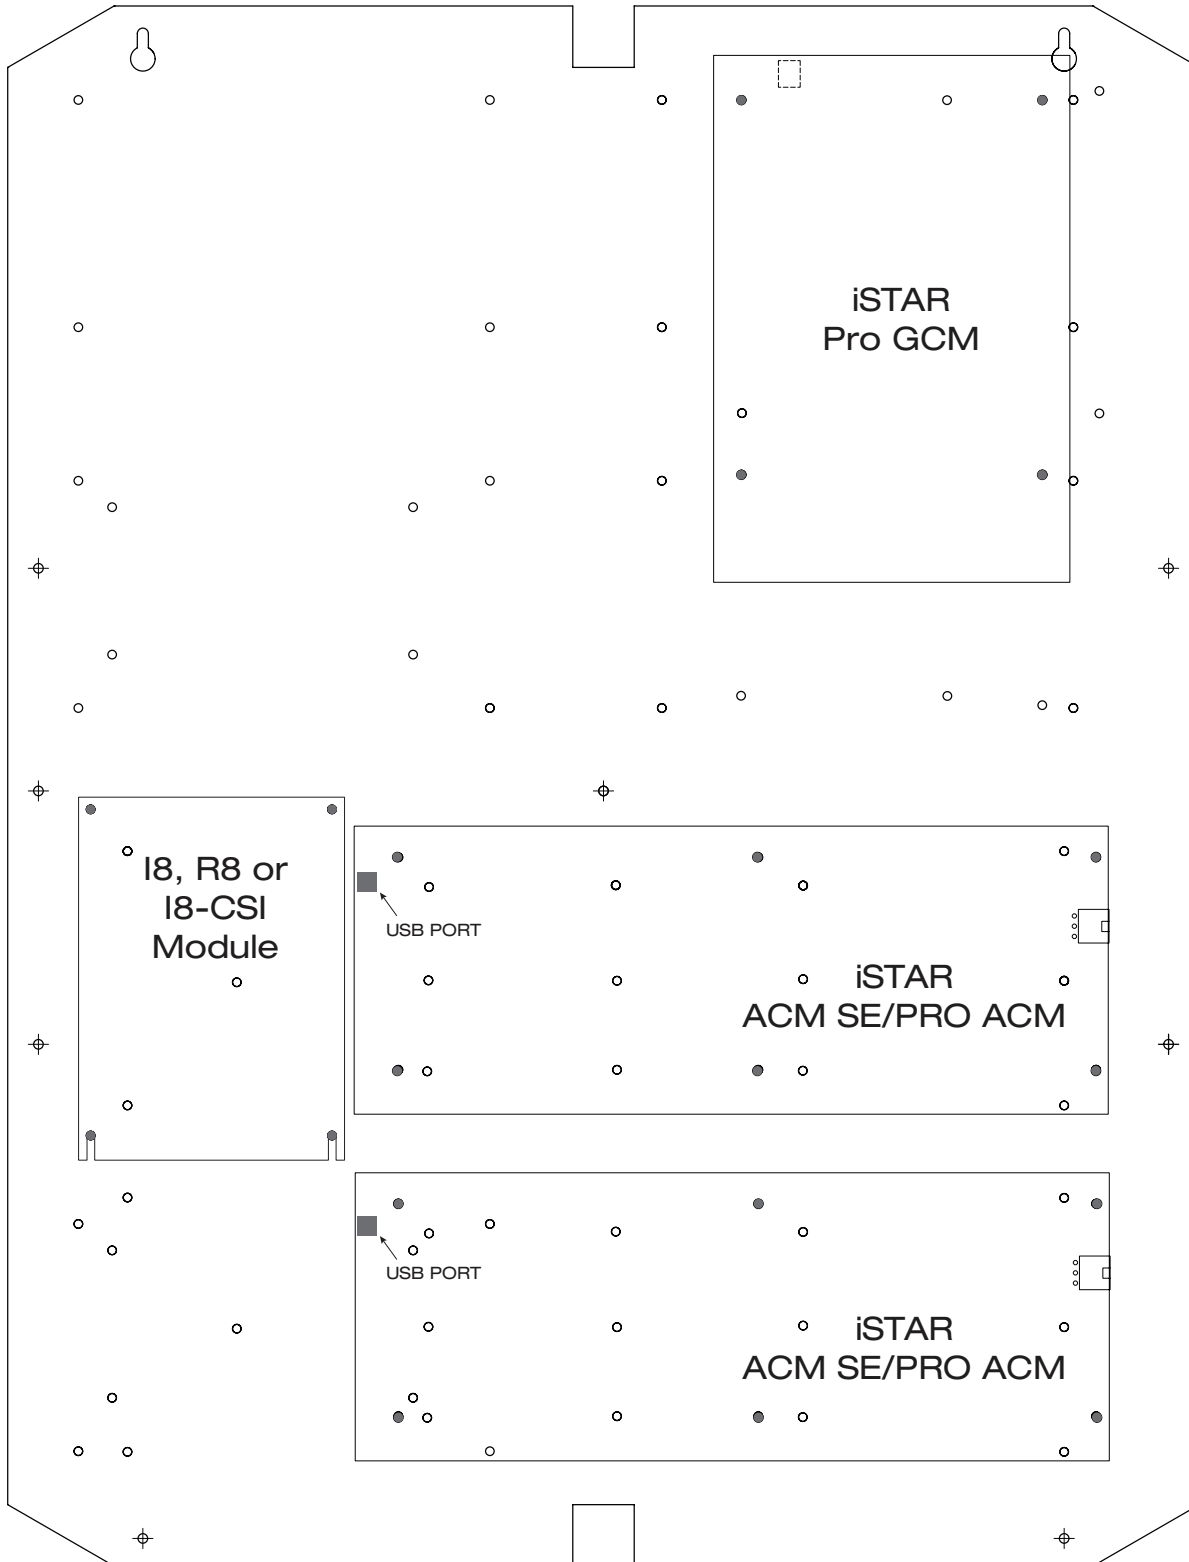 iSTAR
Pro GCM
I8, R8 or
I8-CSI
Module
USB PORT
iSTAR
ACM SE/PRO ACM
USB PORT
iSTAR
ACM SE/PRO ACM